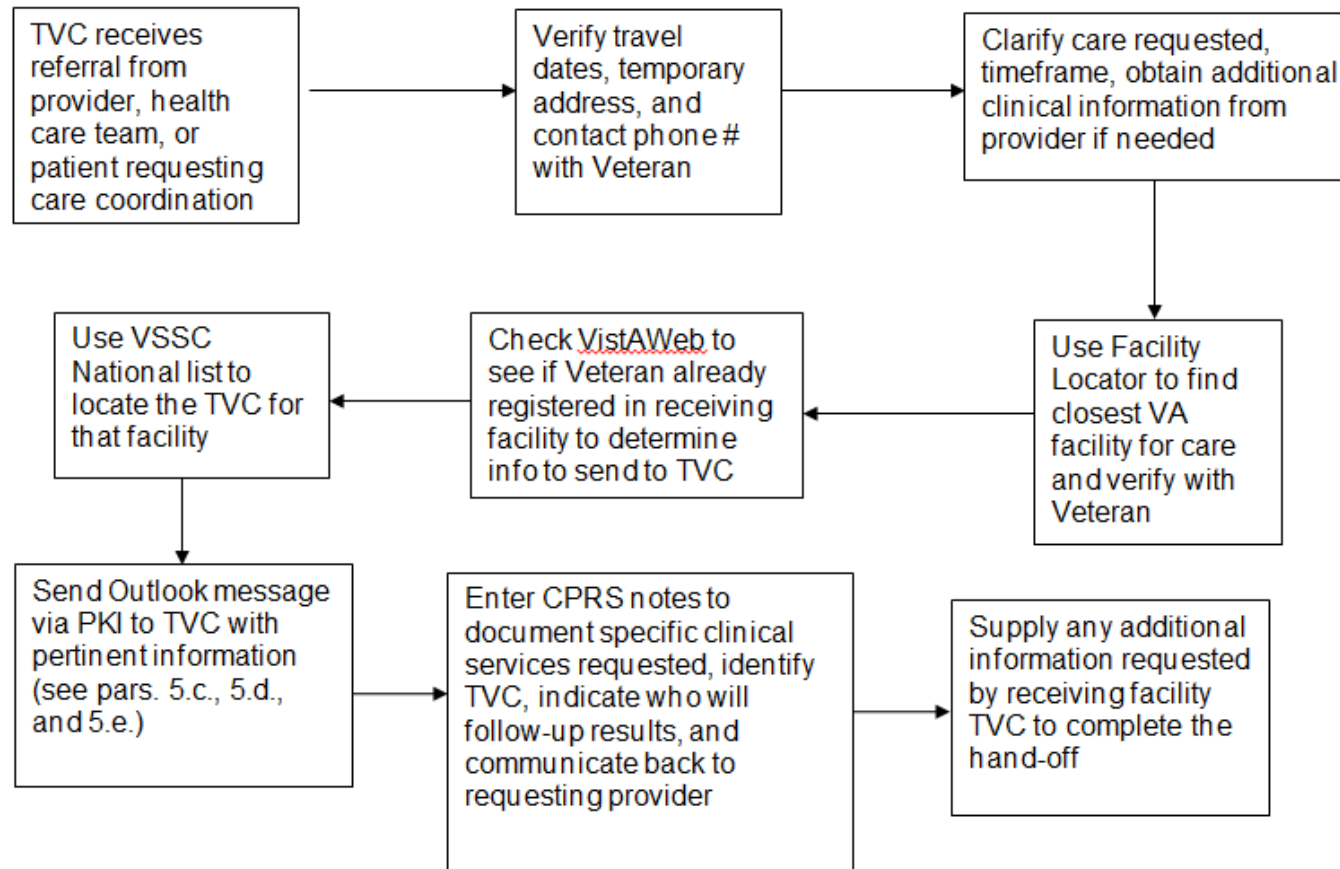 TVC receives
referral from
provider, health
care team, or
patient requesting
care coordination
Verify travel
dates, temporary
address, and
contact phone #
with Veteran
Clarify care requested,
timeframe, obtain additional
clinical information from
provider if needed
Use Facility
Locator to find
closest VA
facility for care
and verify with
Veteran
Check VistAWeb to
see if Veteran already
registered in receiving
facility to determine
info to send to TVC
Use VSSC
National list to
locate the TVC for
that facility
Send Outlook message
via PKI to TVC with
pertinent information
(see pars. 5.c., 5.d.,
and 5.e.)
Enter CPRS notes to
document specific clinical
services requested, identify
TVC, indicate who will
follow-up results, and
communicate back to
requesting provider
Supply any additional
information requested
by receiving facility
TVC to complete the
hand-off